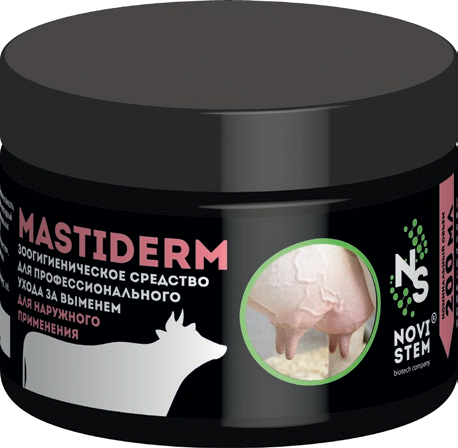 MASTIDERM
ЗООГИГИЕНИЧЕСКОЕ СРЕДСТВО
ДЛЯ ПРОФЕССИОНАЛЬНОГО
УХОДА ЗА ВЫМЕНЕМ
ДЛЯ НАРУЖНОГО
ПРИМЕНЕНИЯ
NS
NOVI®
STEM
biotech company
200 МЛ